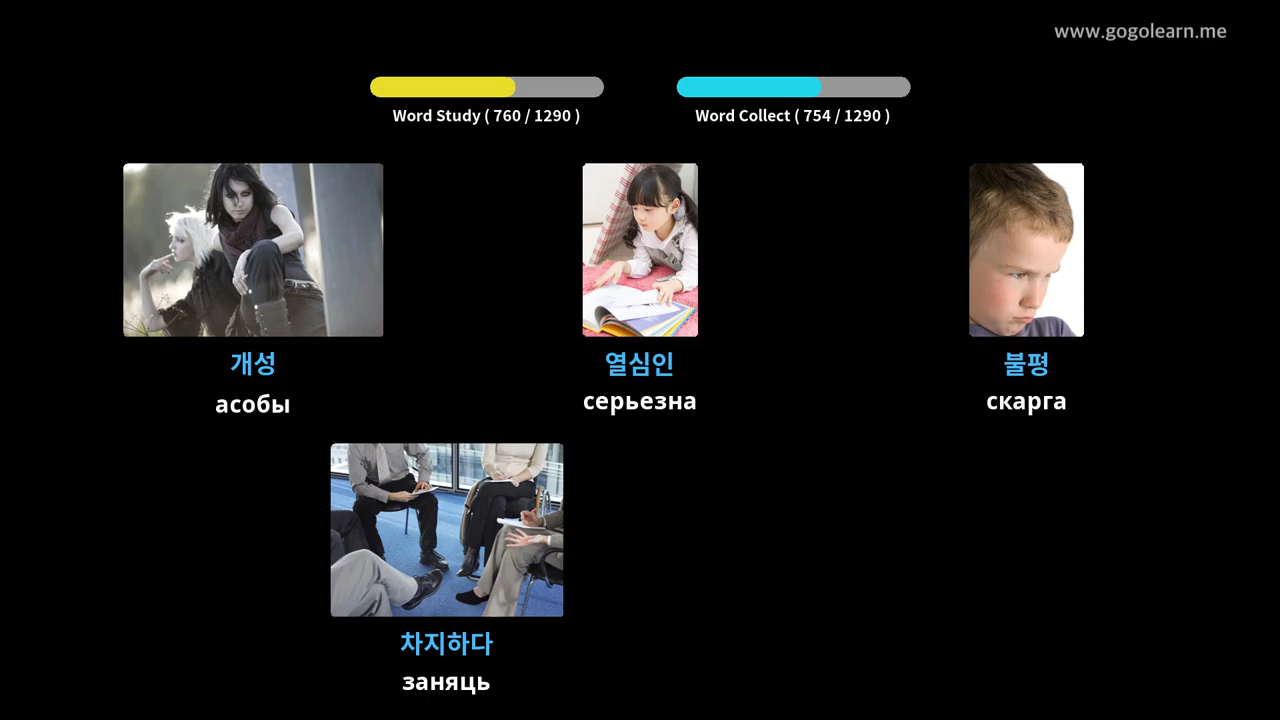 www.gogolearn.me
Word Study ( 760 / 1290 )
Word Collect ( 754 / 1290 )
개성
асобы
열심인
серьезна
불평
скарга
차지하다
заняць